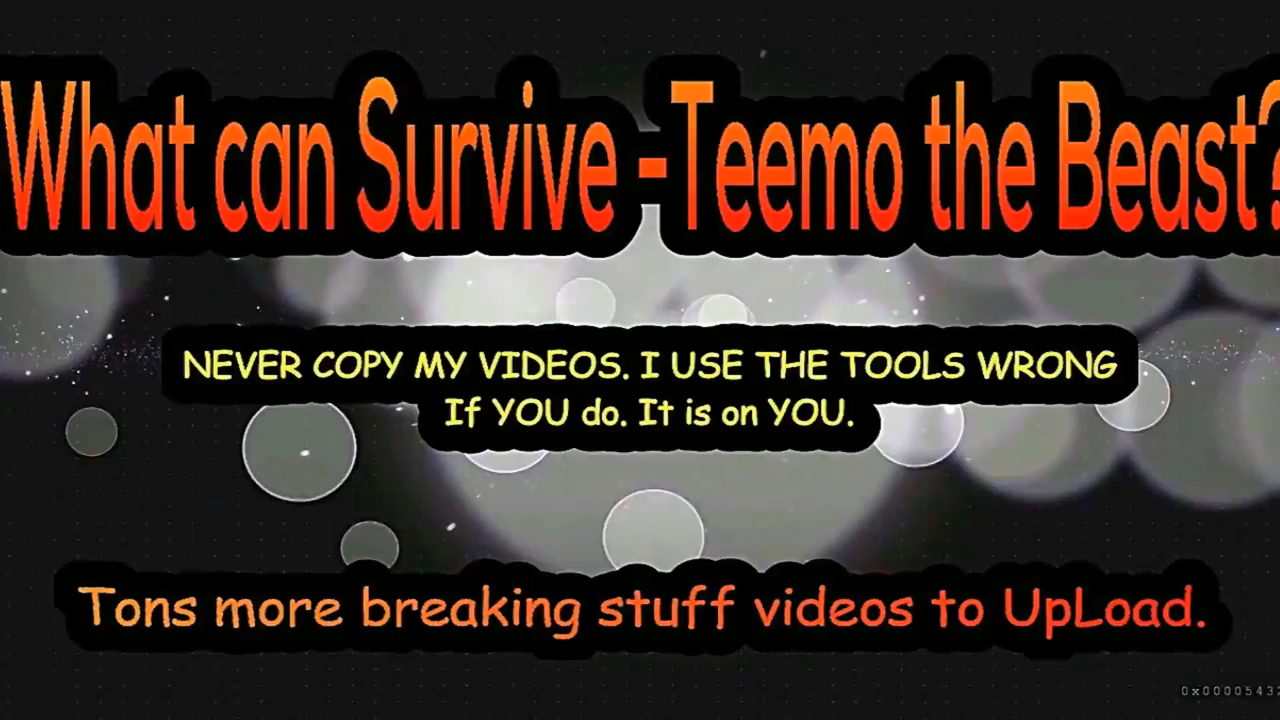 What can Survive -Teemo the Beast?
NEVER COPY MY VIDEOS. I USE THE TOOLS WRONG
If YOU do. It is on YOU.
Tons more breaking stuff videos to UpLoad.
0x0000543